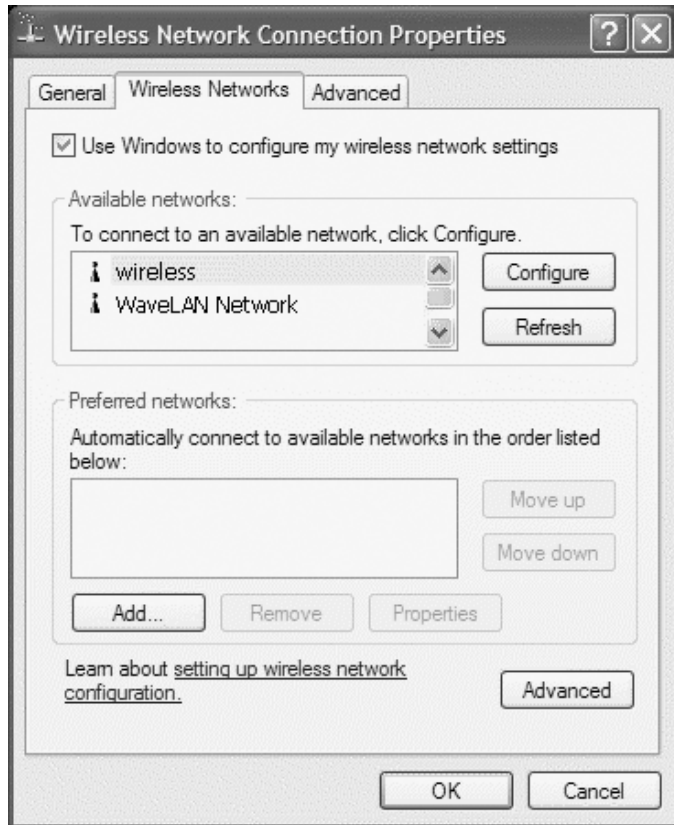 Wireless Network Connection Properties
General
Wireless Networks
Advanced
Use Windows to configure my wireless network settings
Available networks:
To connect to an available network, click Configure.
wireless
WaveLAN Network
Configure
Refresh
Preferred networks:
Automatically connect to available networks in the order listed
below:
Move up
Move down
Add...
Remove
Properties
Learn about setting up wireless network
configuration.
Advanced
OK
Cancel